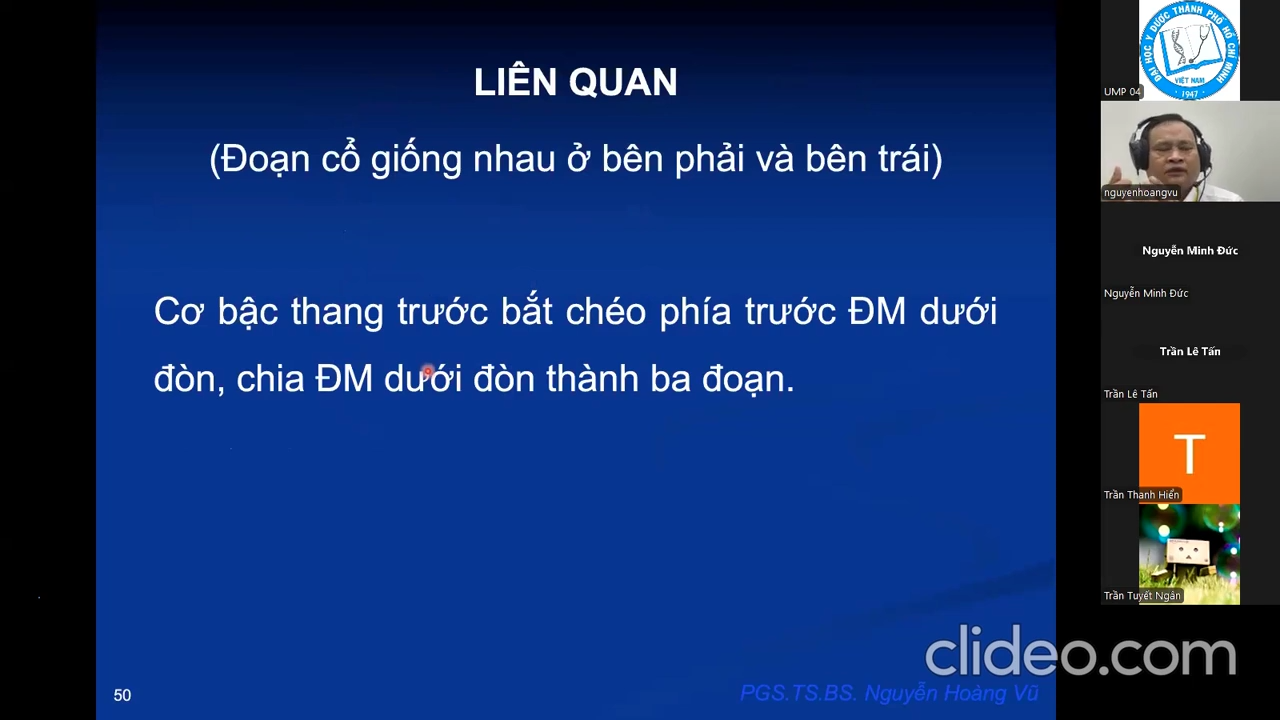 LIÊN QUAN
(Đoạn cổ giống nhau ở bên phải và bên trái)
Cơ bậc thang trước bắt chéo phía trước ĐM dưới
đòn, chia ĐM dưới đòn thành ba đoạn.
50
PGS.TS.BS. Nguyễn Hoàng Vũ
clideo.com
ĐẠI HỌC Y DƯỢC THÀNH PHỐ HỒ CHÍ MINH
VIỆT NAM
1947
UMP 04
nguyenhoangvu
Nguyễn Minh Đức
Nguyễn Minh Đức
Trần Lê Tấn
Trần Lê Tấn
T
Trần Thanh Hiển
Trần Tuyết Ngân